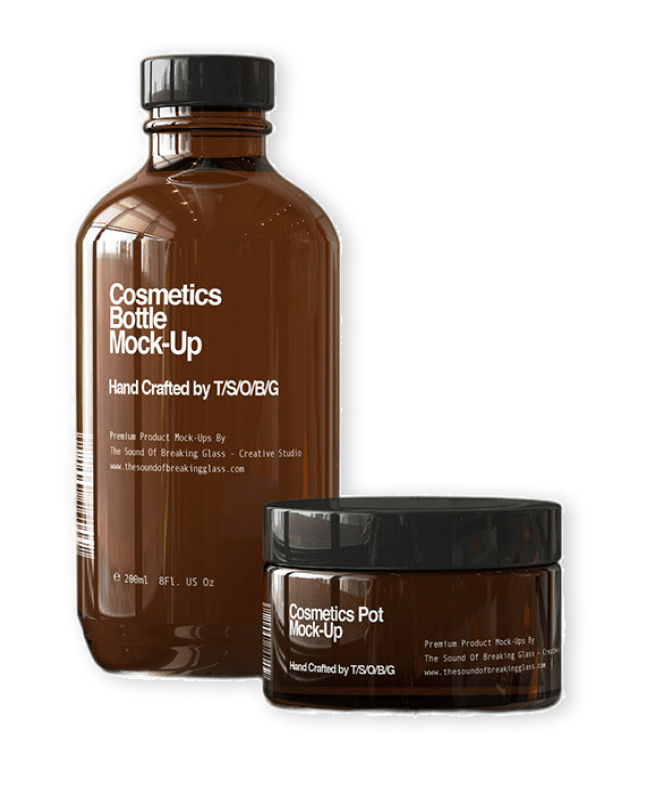 Cosmetics
Bottle
Mock-Up
Hand Crafted by T/S/O/B/G
Premium Product Mock-Ups By
The Sound Of Breaking Glass - Creative Studio
www.thesoundofbreakingglass.com
℮ 200ml 8Fl. US Oz
Cosmetics Pot
Mock-Up
Hand Crafted by T/S/O/B/G
Premium Product Mock-Ups By
The Sound Of Breaking Glass - Creative
www.thesoundofbreakingglass.com